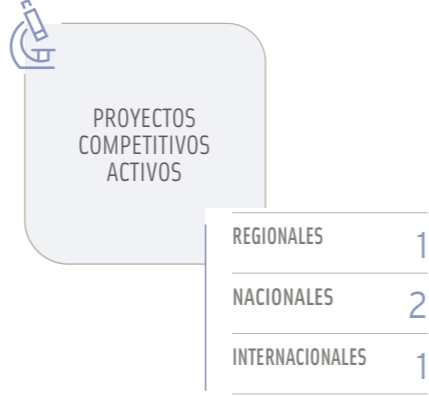 PROYECTOS
COMPETITIVOS
ACTIVOS
REGIONALES 1
NACIONALES 2
INTERNACIONALES 1